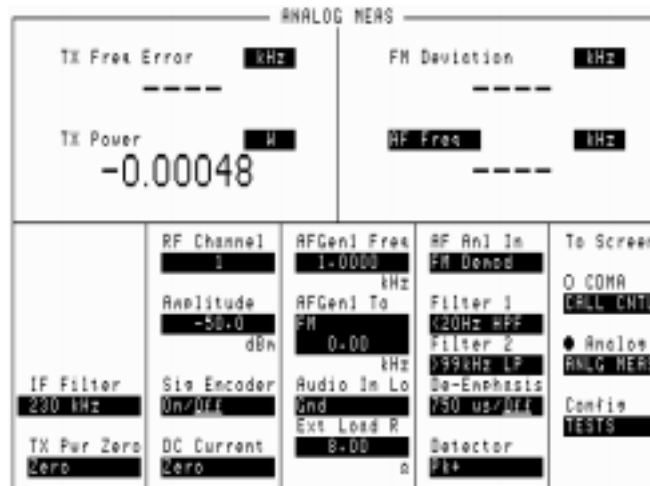 ANALOG MEAS
TX Freq Error kHz
----
TX Power W
-0.00048
FM Deviation kHz
----
AF Freq kHz
----
IF Filter
230 kHz
TX Pwr Zero
Zero
RF Channel
1
Amplitude
-50.0
dBm
Sig Encoder
On/Off
DC Current
Zero
AFGen1 Freq
1.0000
kHz
AFGen1 To
FM
0.00
kHz
Audio In Lo
Gnd
Ext Load R
8.00
Ω
AF Anl In
FM Demod
Filter 1
<20Hz HPF
Filter 2
>99kHz LP
De-Emphasis
750 us/Off
Detector
Pk+
To Screen
CDMA
CALL CNTL
Analog
ANLG MEAS
Config
TESTS